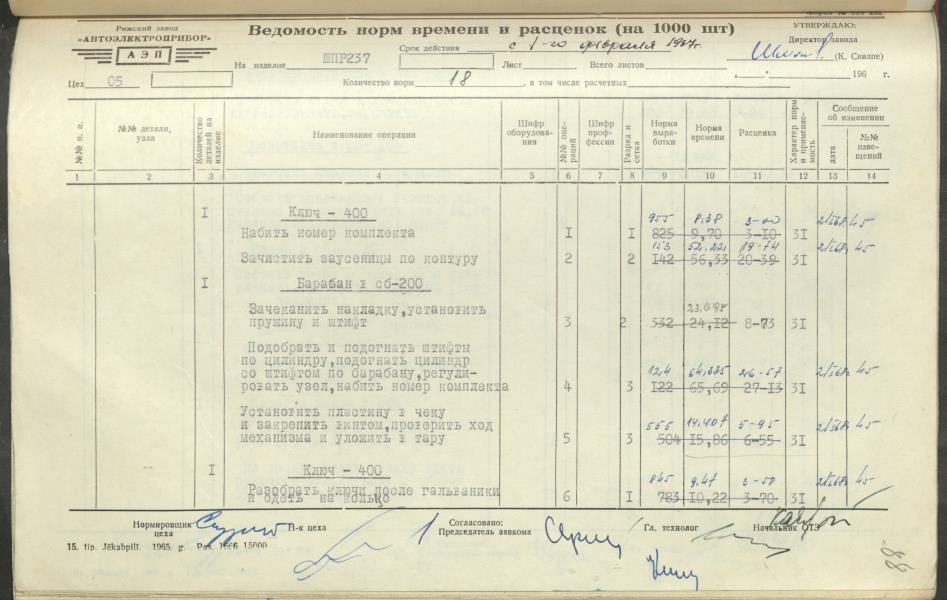 Рижский завод
«АВТОЭЛЕКТРОПРИБОР»
АЭП
Цех 05
Ведомость норм времени и расценок (на 1000 шт)
Срок действия с 1-го февраля 1967г.
На изделие ШПР237 Лист Всего листов
Количество норм 18, в том числе расчетных
УТВЕРЖДАЮ:
Директор завода
(К. Свилпе)
" " 196 г.
№№ п. п. №№ детали, узла Количество деталей на изделие Наименование операции Шифр оборудования №№ операций Шифр профессии Разряд и сетка Норма выработки Норма времени Расценка Характер норм и применяемость Сообщение об изменении дата №№ извещений
1 2 3 4 5 6 7 8 9 10 11 12 13 14
I Ключ - 400
955 8,38 3-00 45
Набить номер комплекта I I 825 9,70 3-10 3I
153 52,22 19-74 45
Зачистить заусеницы по контуру 2 2 I42 56,33 20-39 3I
I Барабан в сб-200
Зачеканить накладку,установить
пружину и штифт 3 2 332 24,I2 8-73 3I
Подобрать и подогнать штифты
по цилиндру,подогнать цилиндр
со штифтом по барабану,регули-
124 64,335 26-57 45
ровать узел,набить номер комплекта 4 3 I22 65,69 27-I3 3I
Установить пластину в чеку
и закрепить винтом,проверить ход
555 14,407 5-95 45
механизма и уложить в тару 5 3 504 I5,86 6-55 3I
I Ключ - 400
Разобрать ключи после гальваники
845 9,47 3-50 45
и одеть на кольцо 6 I 783 I0,22 3-70 3I
Нормировщик цеха
Н-к цеха
Согласовано:
Председатель завкома
Гл. технолог
Начальник ОТЗ
15. tip. Jēkabpilī. 1965. g. Pas. 1666 15000